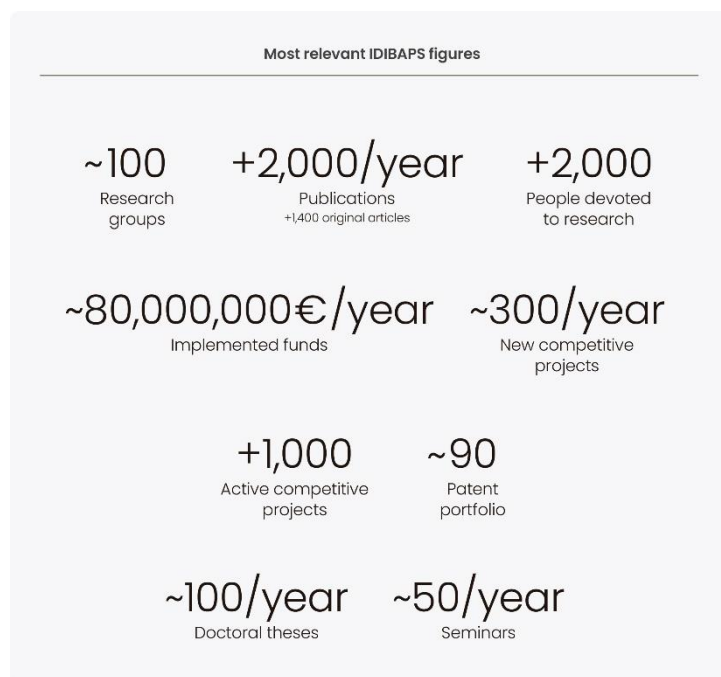 Most relevant IDIBAPS figures
~100
Research
groups
+2,000/year
Publications
+1,400 original articles
+2,000
People devoted
to research
~80,000,000€/year
Implemented funds
~300/year
New competitive
projects
+1,000
Active competitive
projects
~90
Patent
portfolio
~100/year
Doctoral theses
~50/year
Seminars